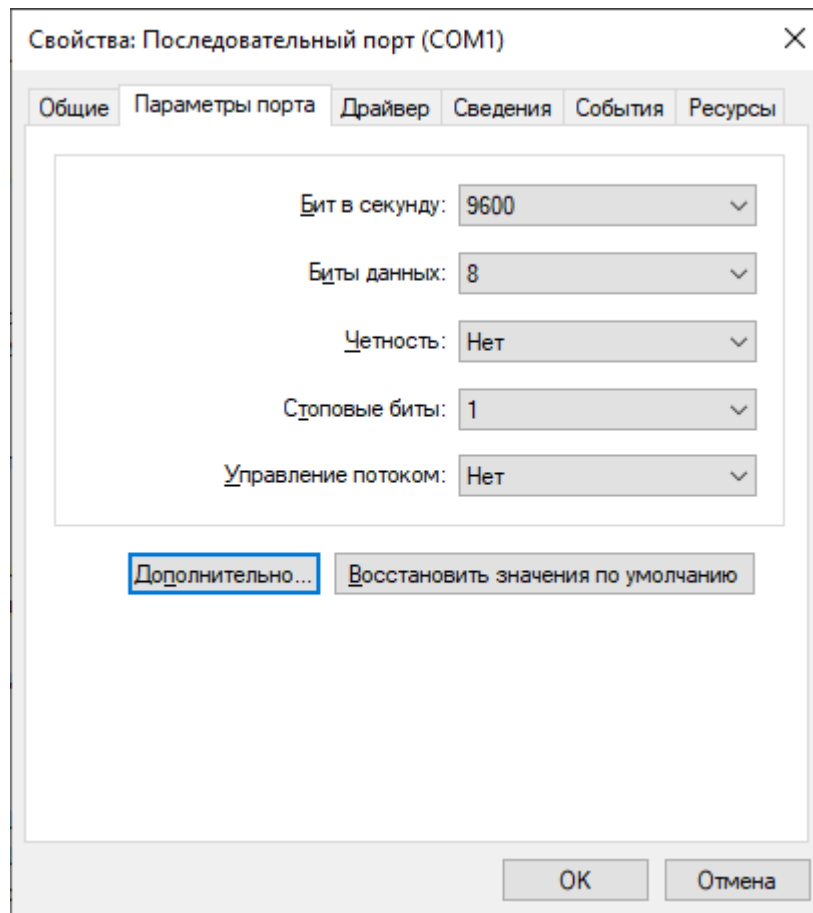 Свойства: Последовательный порт (COM1)
Общие Параметры порта Драйвер Сведения События Ресурсы
Бит в секунду: 9600
Биты данных: 8
Четность: Нет
Стоповые биты: 1
Управление потоком: Нет
Дополнительно... Восстановить значения по умолчанию
OK Отмена